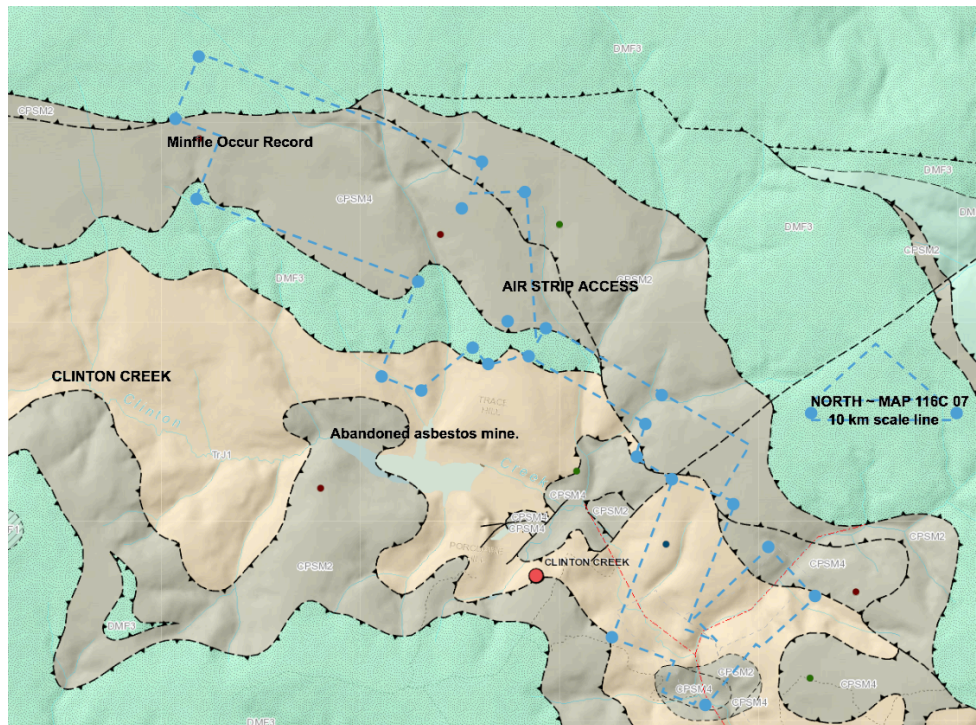 DMF3
CPSM2
Minfile Occur Record
DMF3
CPSM4
DMF3
DM
CPSM2
DMF3
CPSM2
AIR STRIP ACCESS
CLINTON CREEK
NORTH ~ MAP 116C 07
10 km scale line
TRACE
HILL
Clinton
Abandoned asbestos mine.
TrJ1
CPSM4
CPSM4
CPSM2
CPSM4
CPSM2
CLINTON CREEK
CPSM2
CPSM4
DMF3
CPSM2
CPSM4
CPSM4
DMF3